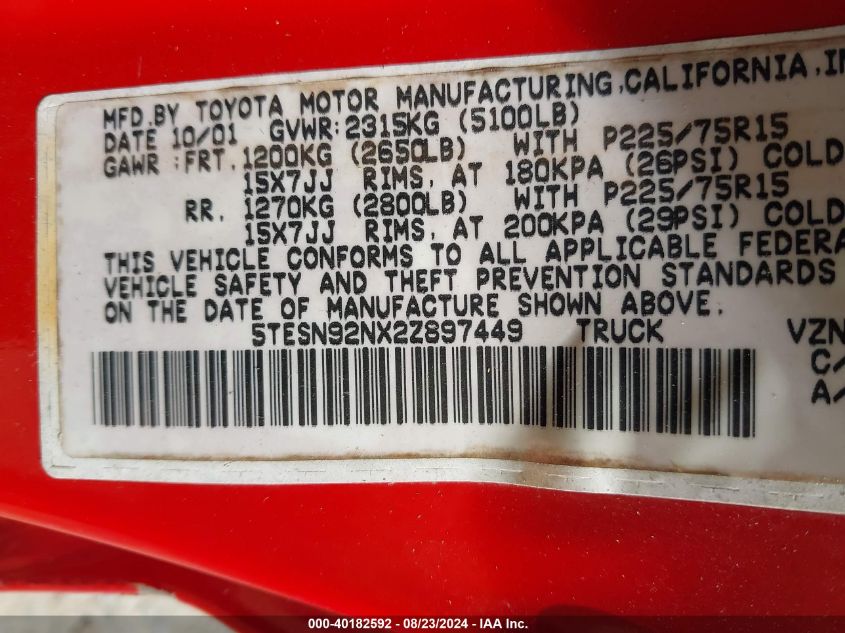 MFD.BY TOYOTA MOTOR MANUFACTURING,CALIFORNIA,IN
DATE 10/01 GVWR:2315KG (5100LB)
GAWR :FRT. 1200KG (2650LB) WITH P225/75R15
15X7JJ RIMS, AT 180KPA (26PSI) COLD
RR. 1270KG (2800LB) WITH P225/75R15
15X7JJ RIMS, AT 200KPA (29PSI) COLD
THIS VEHICLE CONFORMS TO ALL APPLICABLE FEDERA
VEHICLE SAFETY AND THEFT PREVENTION STANDARDS
ON THE DATE OF MANUFACTURE SHOWN ABOVE.
5TESN92NX2Z897449 TRUCK VZN
C/
A/
000-40182592 - 08/23/2024 - IAA Inc.